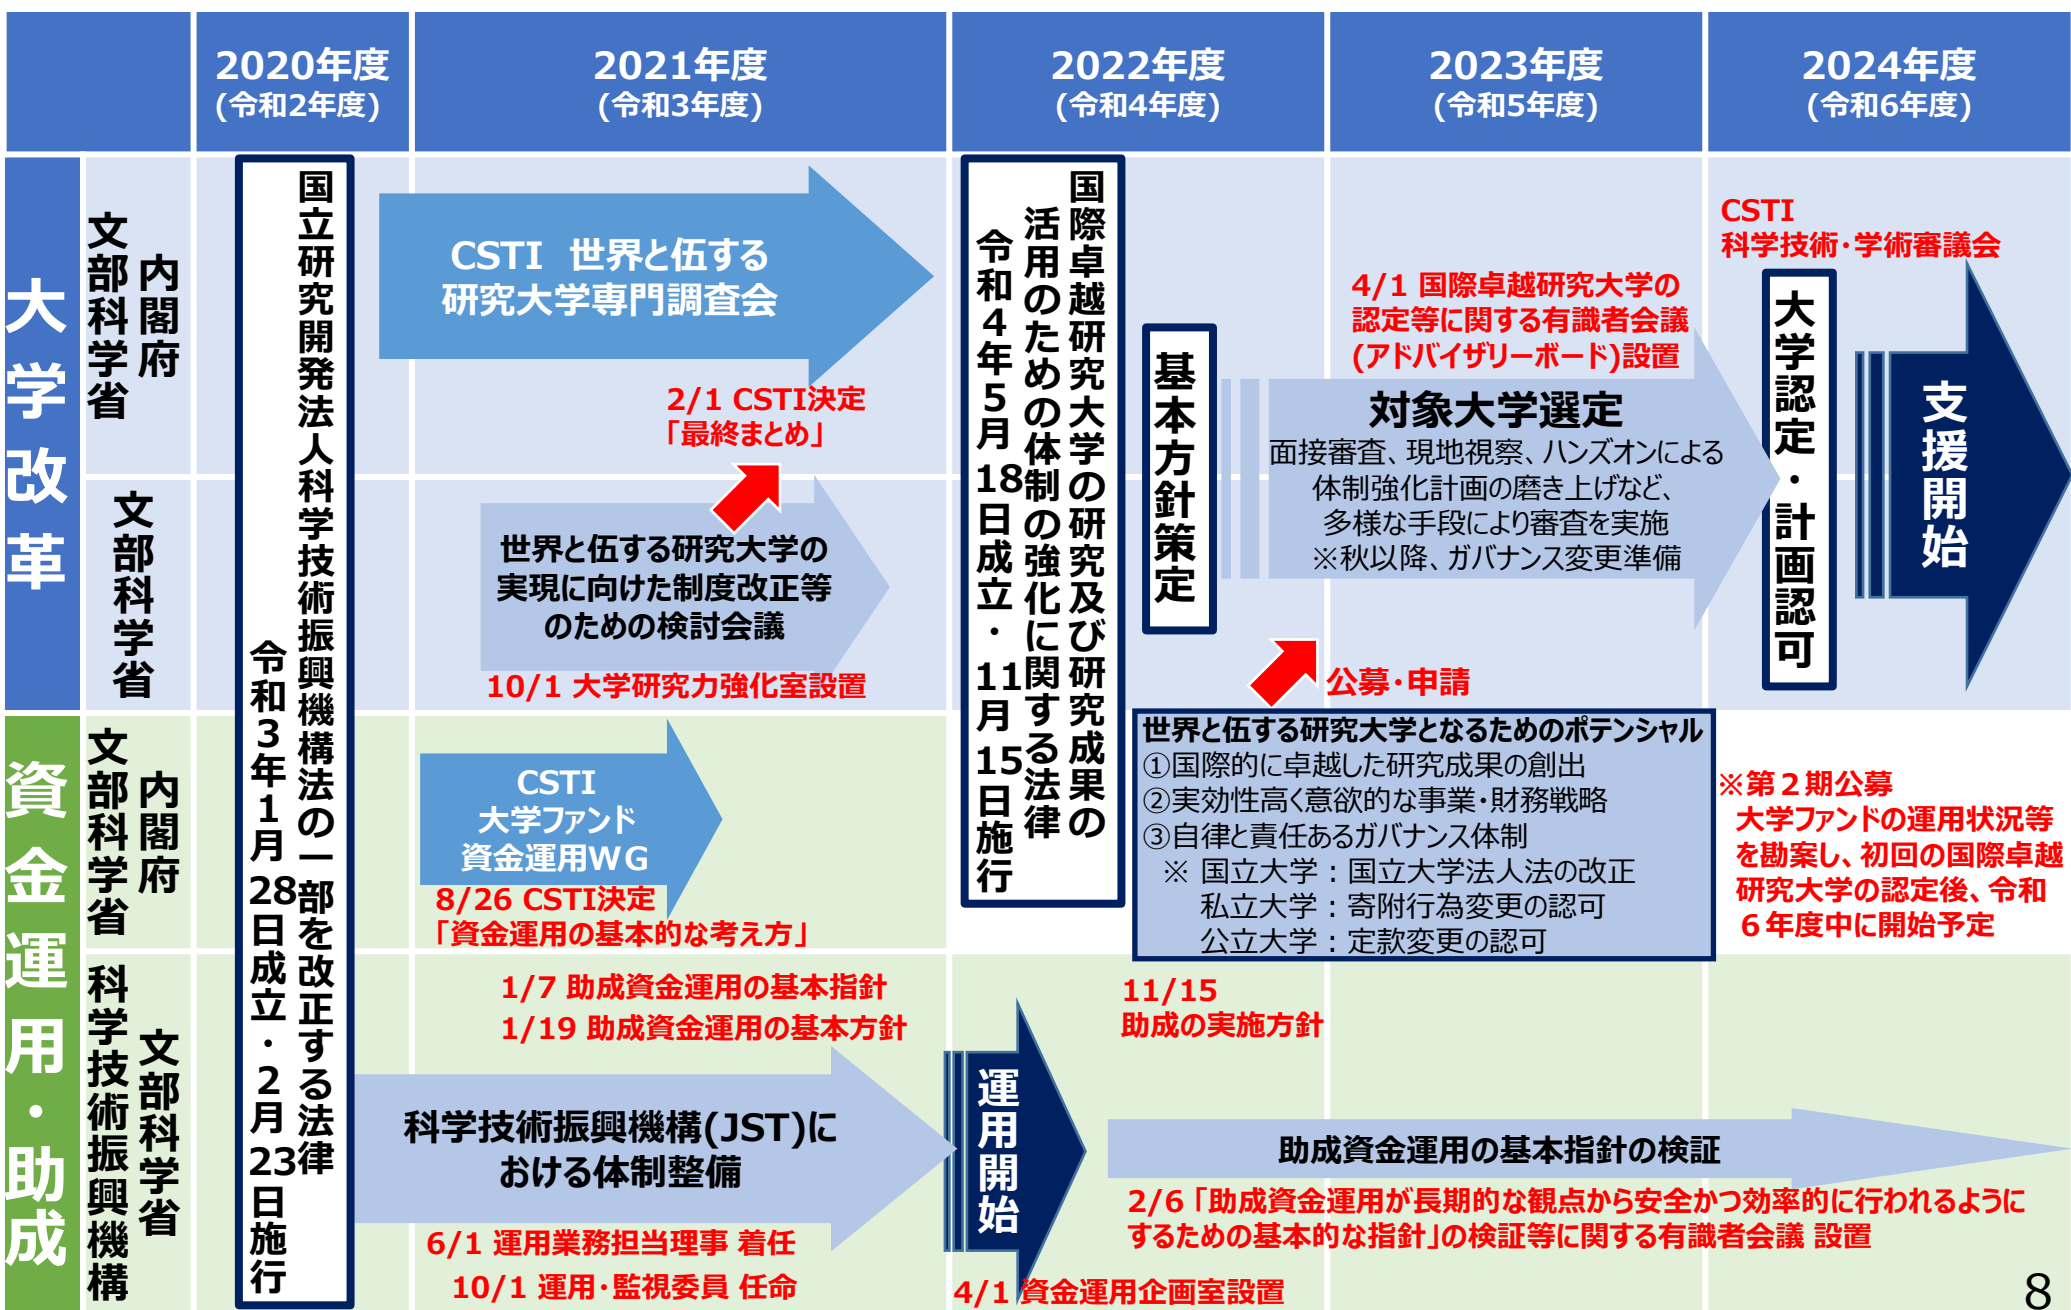 2020年度
(令和2年度)
2021年度
(令和3年度)
2022年度
(令和4年度)
2023年度
(令和5年度)
2024年度
(令和6年度)
大学改革
内閣府
文部科学省
文部科学省
国立研究開発法人科学技術振興機構法の一部を改正する法律
令和3年1月28日成立・2月23日施行
CSTI 世界と伍する
研究大学専門調査会
2/1 CSTI決定
「最終まとめ」
世界と伍する研究大学の
実現に向けた制度改正等
のための検討会議
10/1 大学研究力強化室設置
国際卓越研究大学の研究及び研究成果の
活用のための体制の強化に関する法律
令和4年5月18日成立・11月15日施行
基本方針策定
4/1 国際卓越研究大学の
認定等に関する有識者会議
(アドバイザリーボード)設置
対象大学選定
面接審査、現地視察、ハンズオンによる
体制強化計画の磨き上げなど、
多様な手段により審査を実施
※秋以降、ガバナンス変更準備
公募・申請
CSTI
科学技術・学術審議会
大学認定・計画認可
支援開始
資金運用・助成
内閣府
文部科学省
文部科学省
科学技術振興機構
CSTI
大学ファンド
資金運用WG
8/26 CSTI決定
「資金運用の基本的な考え方」
世界と伍する研究大学となるためのポテンシャル
①国際的に卓越した研究成果の創出
②実効性高く意欲的な事業・財務戦略
③自律と責任あるガバナンス体制
※ 国立大学：国立大学法人法の改正
私立大学：寄附行為変更の認可
公立大学：定款変更の認可
※第２期公募
大学ファンドの運用状況等
を勘案し、初回の国際卓越
研究大学の認定後、令和
６年度中に開始予定
1/7 助成資金運用の基本指針
1/19 助成資金運用の基本方針
科学技術振興機構(JST)に
おける体制整備
6/1 運用業務担当理事 着任
10/1 運用・監視委員 任命
運用開始
4/1 資金運用企画室設置
11/15
助成の実施方針
助成資金運用の基本指針の検証
2/6 「助成資金運用が長期的な観点から安全かつ効率的に行われるように
するための基本的な指針」の検証等に関する有識者会議 設置
8